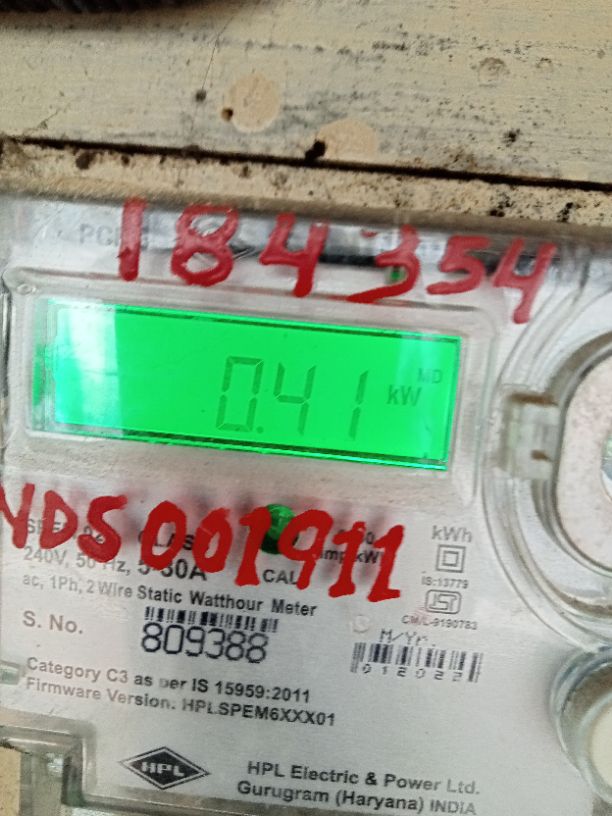 184354
0.41 kW MD
NDS001911
kWh
240V, 50 Hz, 5-30A
CAL
IS:13779
ac, 1Ph, 2 Wire Static Watthour Meter
CM/L-9190783
S. No.
809388
M/Yr.
012022
Category C3 as per IS 15959:2011
Firmware Version: HPLSPEM6XXX01
HPL
HPL Electric & Power Ltd.
Gurugram (Haryana) INDIA